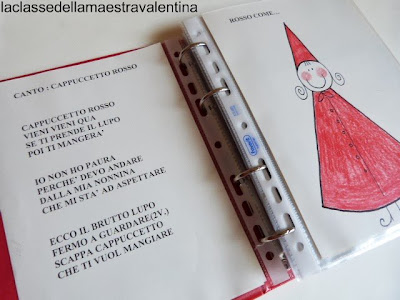 laclassedellamaestravalentina
CANTO : CAPPUCCETTO ROSSO
CAPPUCCETTO ROSSO
VIENI VIENI QUA
SE TI PRENDE IL LUPO
POI TI MANGERA'
IO NON HO PAURA
PERCHE' DEVO ANDARE
DALLA MIA NONNINA
CHE MI STA' AD ASPETTARE
ECCO IL BRUTTO LUPO
FERMO A GUARDARE(2V.)
SCAPPA CAPPUCCETTO
CHE TI VUOL MANGIARE
ROSSO COME...